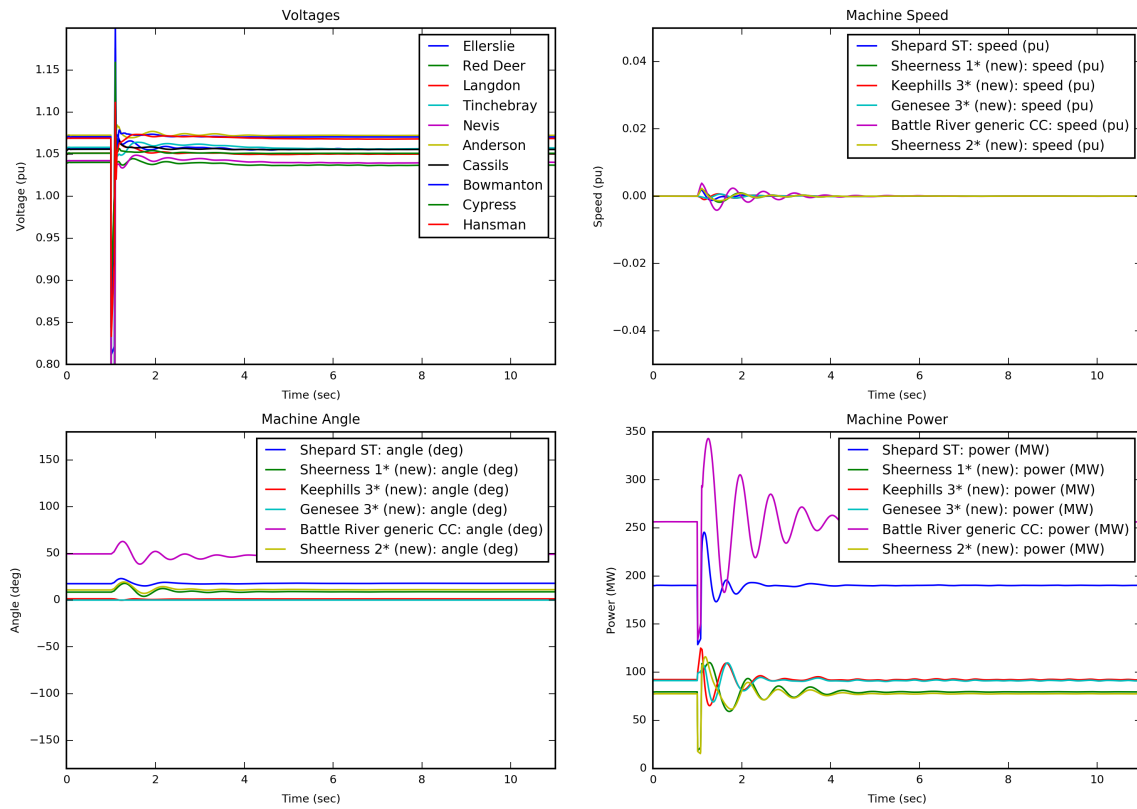 Voltages
Voltage (pu)
1.15
1.10
1.05
1.00
0.95
0.90
0.85
0.80
0
2
4
6
8
10
Time (sec)
Ellerslie
Red Deer
Langdon
Tinchebray
Nevis
Anderson
Cassils
Bowmanton
Cypress
Hansman
Machine Speed
Speed (pu)
0.04
0.02
0.00
−0.02
−0.04
0
2
4
6
8
10
Time (sec)
Shepard ST: speed (pu)
Sheerness 1* (new): speed (pu)
Keephills 3* (new): speed (pu)
Genesee 3* (new): speed (pu)
Battle River generic CC: speed (pu)
Sheerness 2* (new): speed (pu)
Machine Angle
Angle (deg)
150
100
50
0
−50
−100
−150
0
2
4
6
8
10
Time (sec)
Shepard ST: angle (deg)
Sheerness 1* (new): angle (deg)
Keephills 3* (new): angle (deg)
Genesee 3* (new): angle (deg)
Battle River generic CC: angle (deg)
Sheerness 2* (new): angle (deg)
Machine Power
Power (MW)
350
300
250
200
150
100
50
0
0
2
4
6
8
10
Time (sec)
Shepard ST: power (MW)
Sheerness 1* (new): power (MW)
Keephills 3* (new): power (MW)
Genesee 3* (new): power (MW)
Battle River generic CC: power (MW)
Sheerness 2* (new): power (MW)